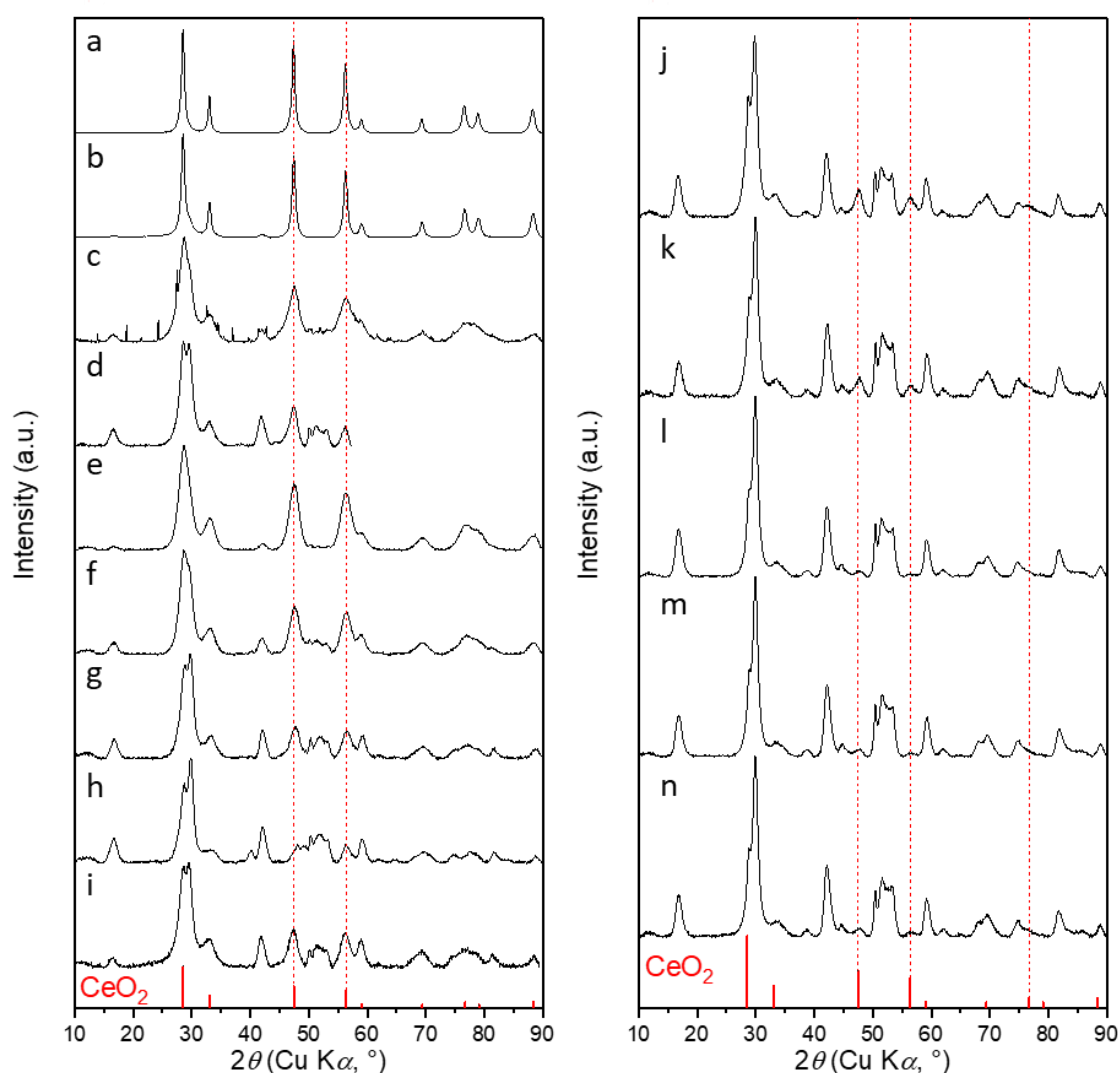 a
b
c
d
e
f
g
h
i
CeO₂
10 20 30 40 50 60 70 80 90
2θ (Cu Kα, °)
Intensity (a.u.)
j
k
l
m
n
CeO₂
10 20 30 40 50 60 70 80 90
2θ (Cu Kα, °)
Intensity (a.u.)